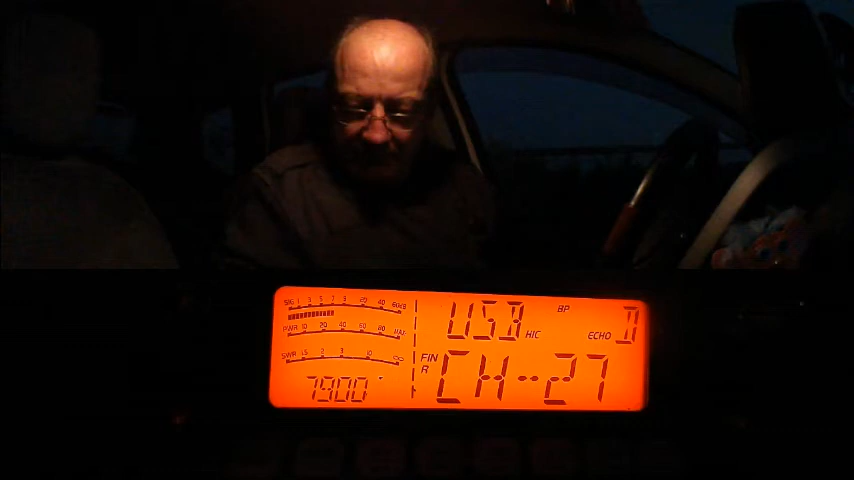 SIG 1 3 5 7 9 20 40 60dB
PWR 10 20 40 60 80 MAX
SWR 1.5 2 3 10 ∞
7900
USB HIC BP ECHO D
FIN R CH--27